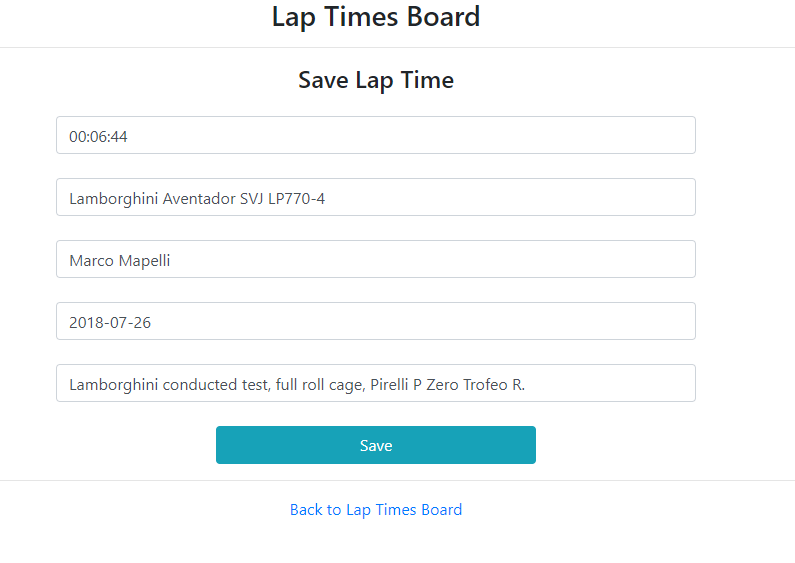 Lap Times Board
Save Lap Time
00:06:44
Lamborghini Aventador SVJ LP770-4
Marco Mapelli
2018-07-26
Lamborghini conducted test, full roll cage, Pirelli P Zero Trofeo R.
Save
Back to Lap Times Board